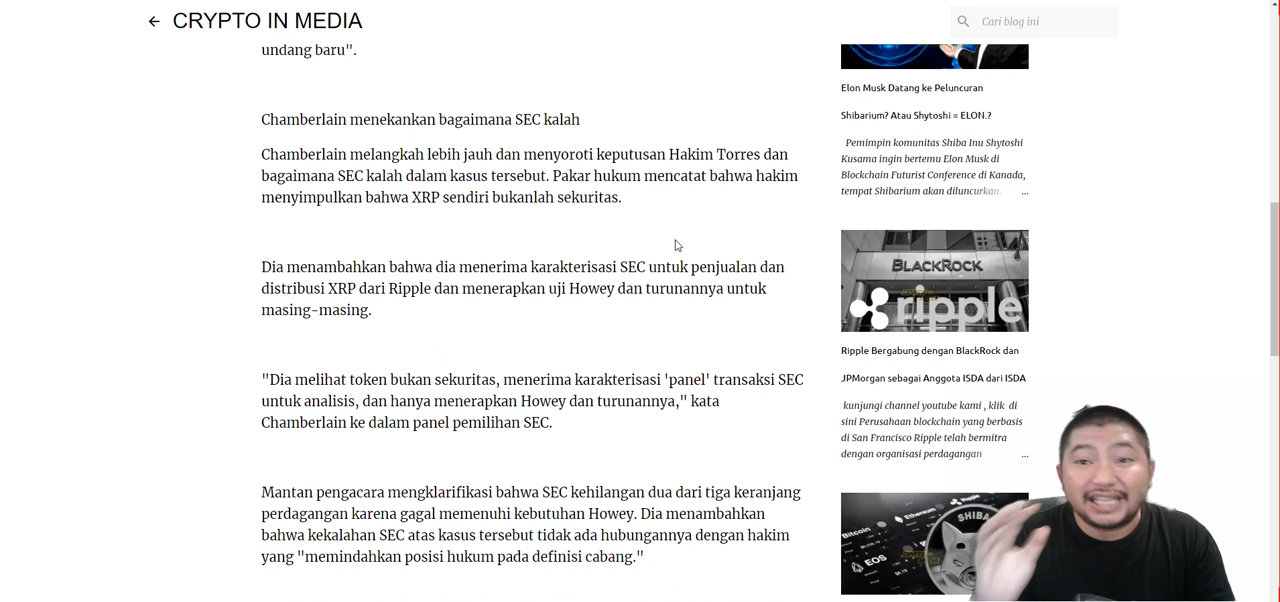 CRYPTO IN MEDIA
Cari blog ini
undang baru".
Chamberlain menekankan bagaimana SEC kalah
Chamberlain melangkah lebih jauh dan menyoroti keputusan Hakim Torres dan
bagaimana SEC kalah dalam kasus tersebut. Pakar hukum mencatat bahwa hakim
menyimpulkan bahwa XRP sendiri bukanlah sekuritas.
Dia menambahkan bahwa dia menerima karakterisasi SEC untuk penjualan dan
distribusi XRP dari Ripple dan menerapkan uji Howey dan turunannya untuk
masing-masing.
"Dia melihat token bukan sekuritas, menerima karakterisasi 'panel' transaksi SEC
untuk analisis, dan hanya menerapkan Howey dan turunannya," kata
Chamberlain ke dalam panel pemilihan SEC.
Mantan pengacara mengklarifikasi bahwa SEC kehilangan dua dari tiga keranjang
perdagangan karena gagal memenuhi kebutuhan Howey. Dia menambahkan
bahwa kekalahan SEC atas kasus tersebut tidak ada hubungannya dengan hakim
yang "memindahkan posisi hukum pada definisi cabang."
Elon Musk Datang ke Peluncuran
Shibarium? Atau Shytoshi = ELON.?
Pemimpin komunitas Shiba Inu Shytoshi
Kusama ingin bertemu Elon Musk di
Blockchain Futurist Conference di Kanada,
tempat Shibarium akan diluncurkan. ...
BLACKROCK
ripple
Ripple Bergabung dengan BlackRock dan
JPMorgan sebagai Anggota ISDA dari ISDA
kunjungi channel youtube kami , klik di
sini Perusahaan blockchain yang berbasis
di San Francisco Ripple telah bermitra
dengan organisasi perdagangan ...
Bitcoin
Ethereum
Ripple
EOS
SHIBA